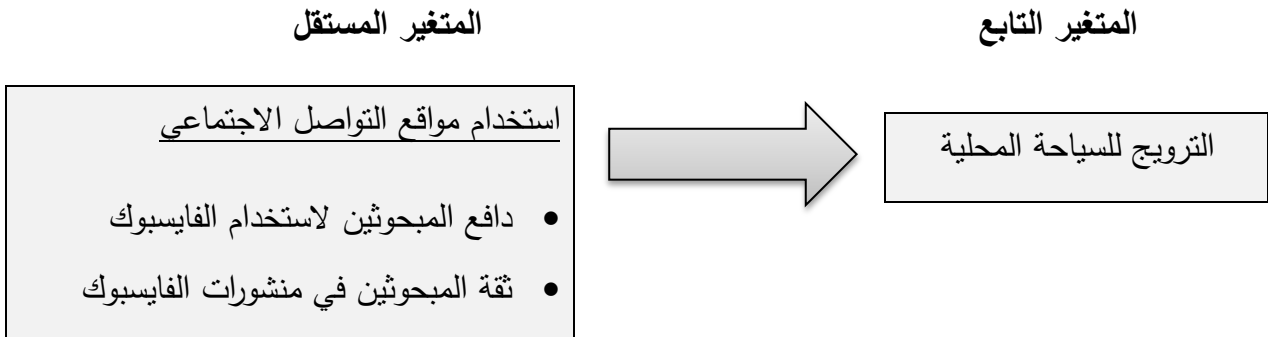 المتغير المستقل
المتغير التابع
استخدام مواقع التواصل الاجتماعي
• دافع المبحوثين لاستخدام الفايسبوك
• ثقة المبحوثين في منشورات الفايسبوك
الترويج للسياحة المحلية